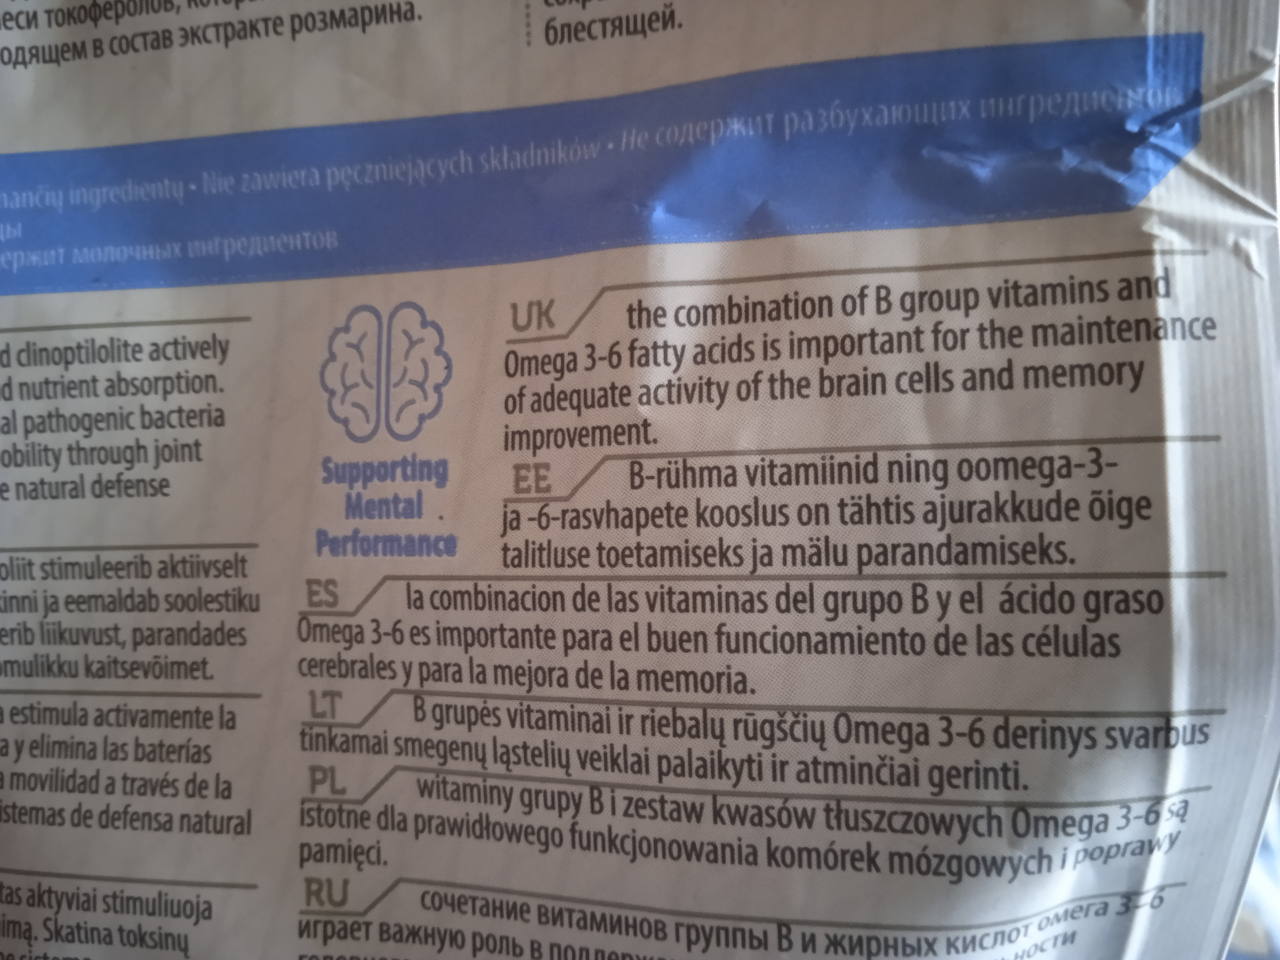 еси токоферолов,
одящем в состав экстракте розмарина.
блестящей.
ingredientų • Nie zawiera pęczniejących składników • Не содержит разбухающих ингредиентов
ержит молочных ингредиентов
d clinoptilolite actively
d nutrient absorption.
al pathogenic bacteria
obility through joint
e natural defense
oliit stimuleerib aktiivselt
inni ja eemaldab soolestiku
erib liikuvust, parandades
omulikku kaitsevõimet.
a estimula activamente la
a y elimina las baterías
a movilidad a través de la
istemas de defensa natural
tas aktyviai stimuliuoja
imą. Skatina toksinų
Supporting
Mental
Performance
UK the combination of B group vitamins and
Omega 3-6 fatty acids is important for the maintenance
of adequate activity of the brain cells and memory
improvement.
EE B-rühma vitamiinid ning oomega-3-
ja -6-rasvhapete kooslus on tähtis ajurakkude õige
talitluse toetamiseks ja mälu parandamiseks.
ES la combinacion de las vitaminas del grupo B y el ácido graso
Omega 3-6 es importante para el buen funcionamiento de las células
cerebrales y para la mejora de la memoria.
LT B grupės vitaminai ir riebalų rūgščių Omega 3-6 derinys svarbus
tinkamai smegenų ląstelių veiklai palaikyti ir atminčiai gerinti.
PL witaminy grupy B i zestaw kwasów tłuszczowych Omega 3-6 są
istotne dla prawidłowego funkcjonowania komórek mózgowych i poprawy
pamięci.
RU сочетание витаминов группы B и жирных кислот омега 3-6
играет важную роль в